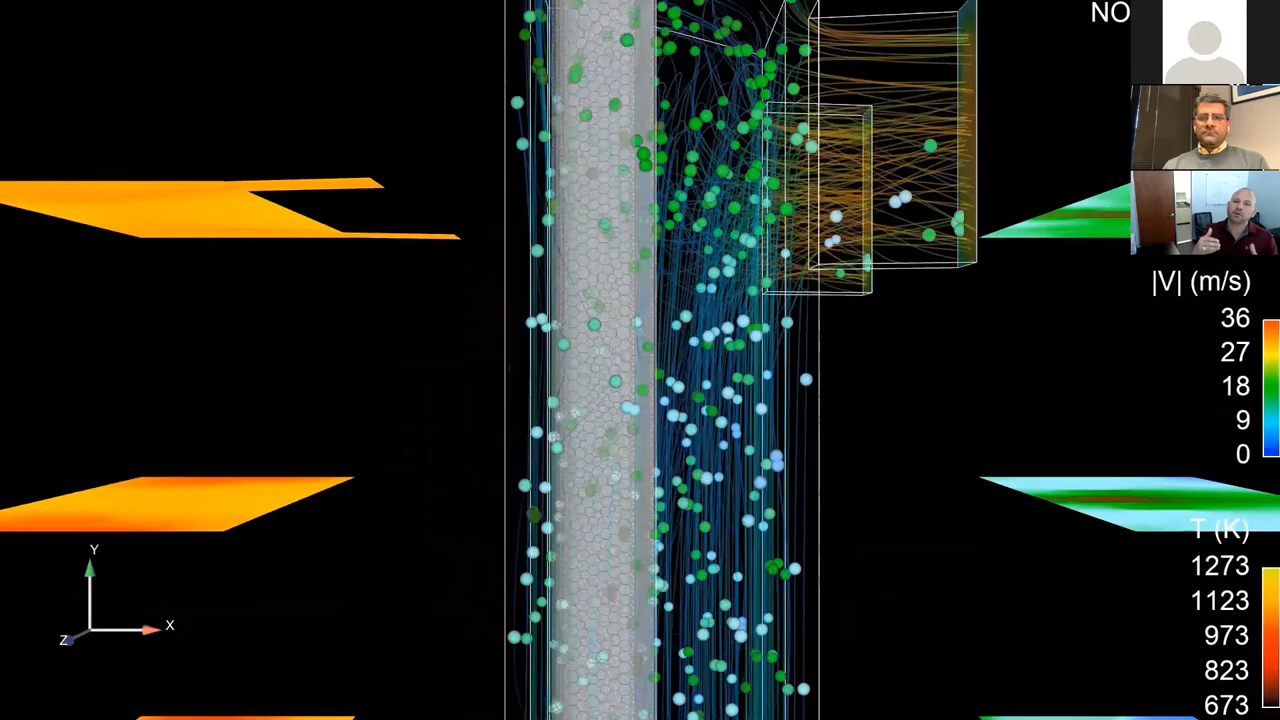 NO
|V| (m/s)
36
27
18
9
0
T (K)
1273
1123
973
823
673
Y
X
Z